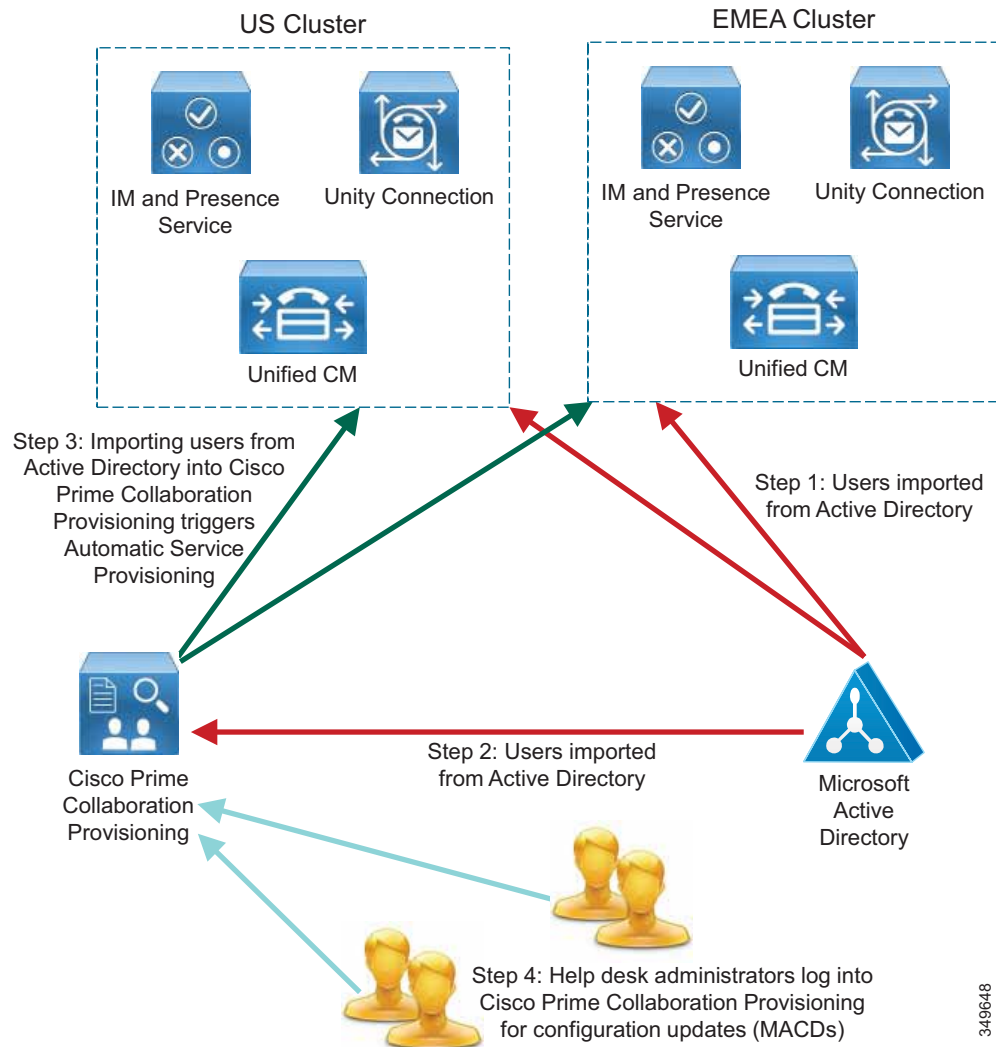 US Cluster
EMEA Cluster
IM and Presence
Service
Unity Connection
Unified CM
IM and Presence
Service
Unity Connection
Unified CM
Step 3: Importing users from
Active Directory into Cisco
Prime Collaboration
Provisioning triggers
Automatic Service
Provisioning
Step 1: Users imported
from Active Directory
Step 2: Users imported
from Active Directory
Cisco Prime
Collaboration
Provisioning
Microsoft
Active
Directory
Step 4: Help desk administrators log into
Cisco Prime Collaboration Provisioning
for configuration updates (MACDs)
349648